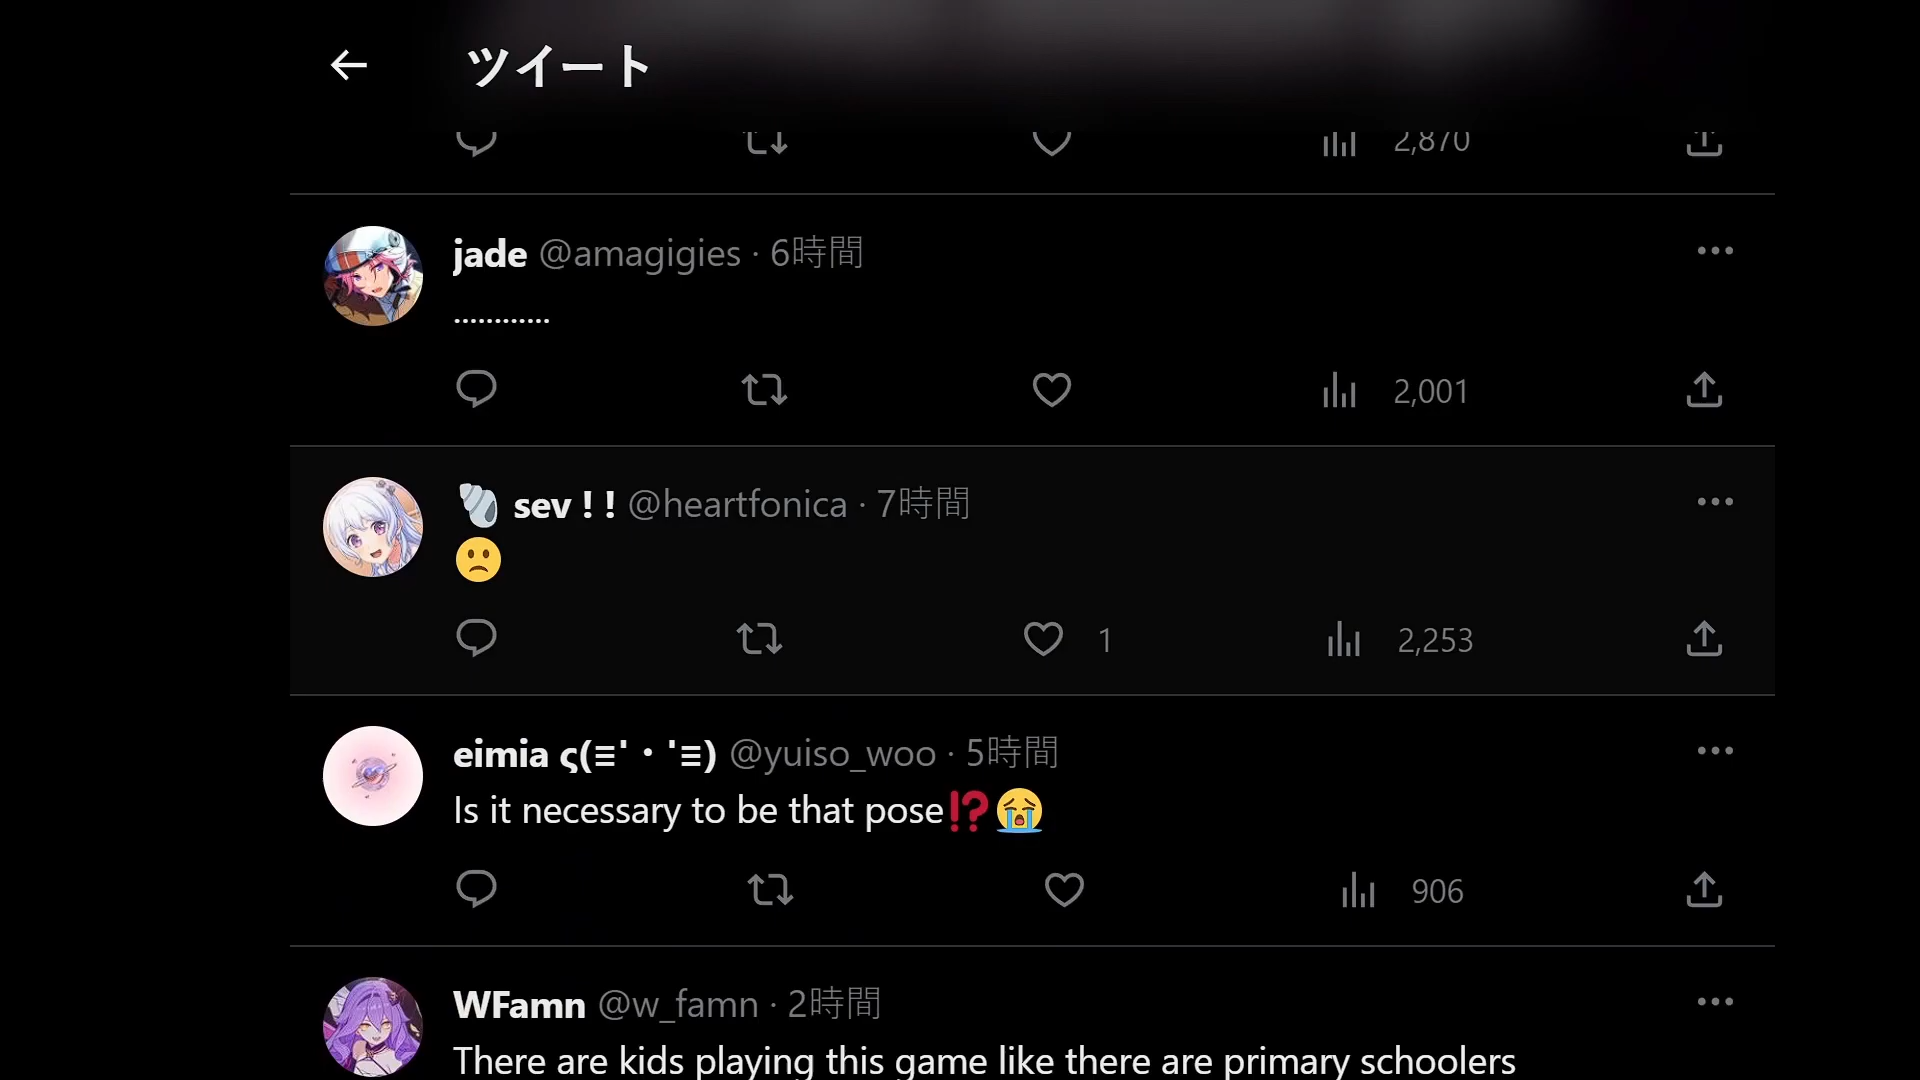 ツイート
2,870
jade @amagigies · 6時間
............
2,001
🐚 sev ! ! @heartfonica · 7時間
🙁
1 2,253
eimia ς(≡'・'≡) @yuiso_woo · 5時間
Is it necessary to be that pose⁉️😭
906
WFamn @w_famn · 2時間
There are kids playing this game like there are primary schoolers